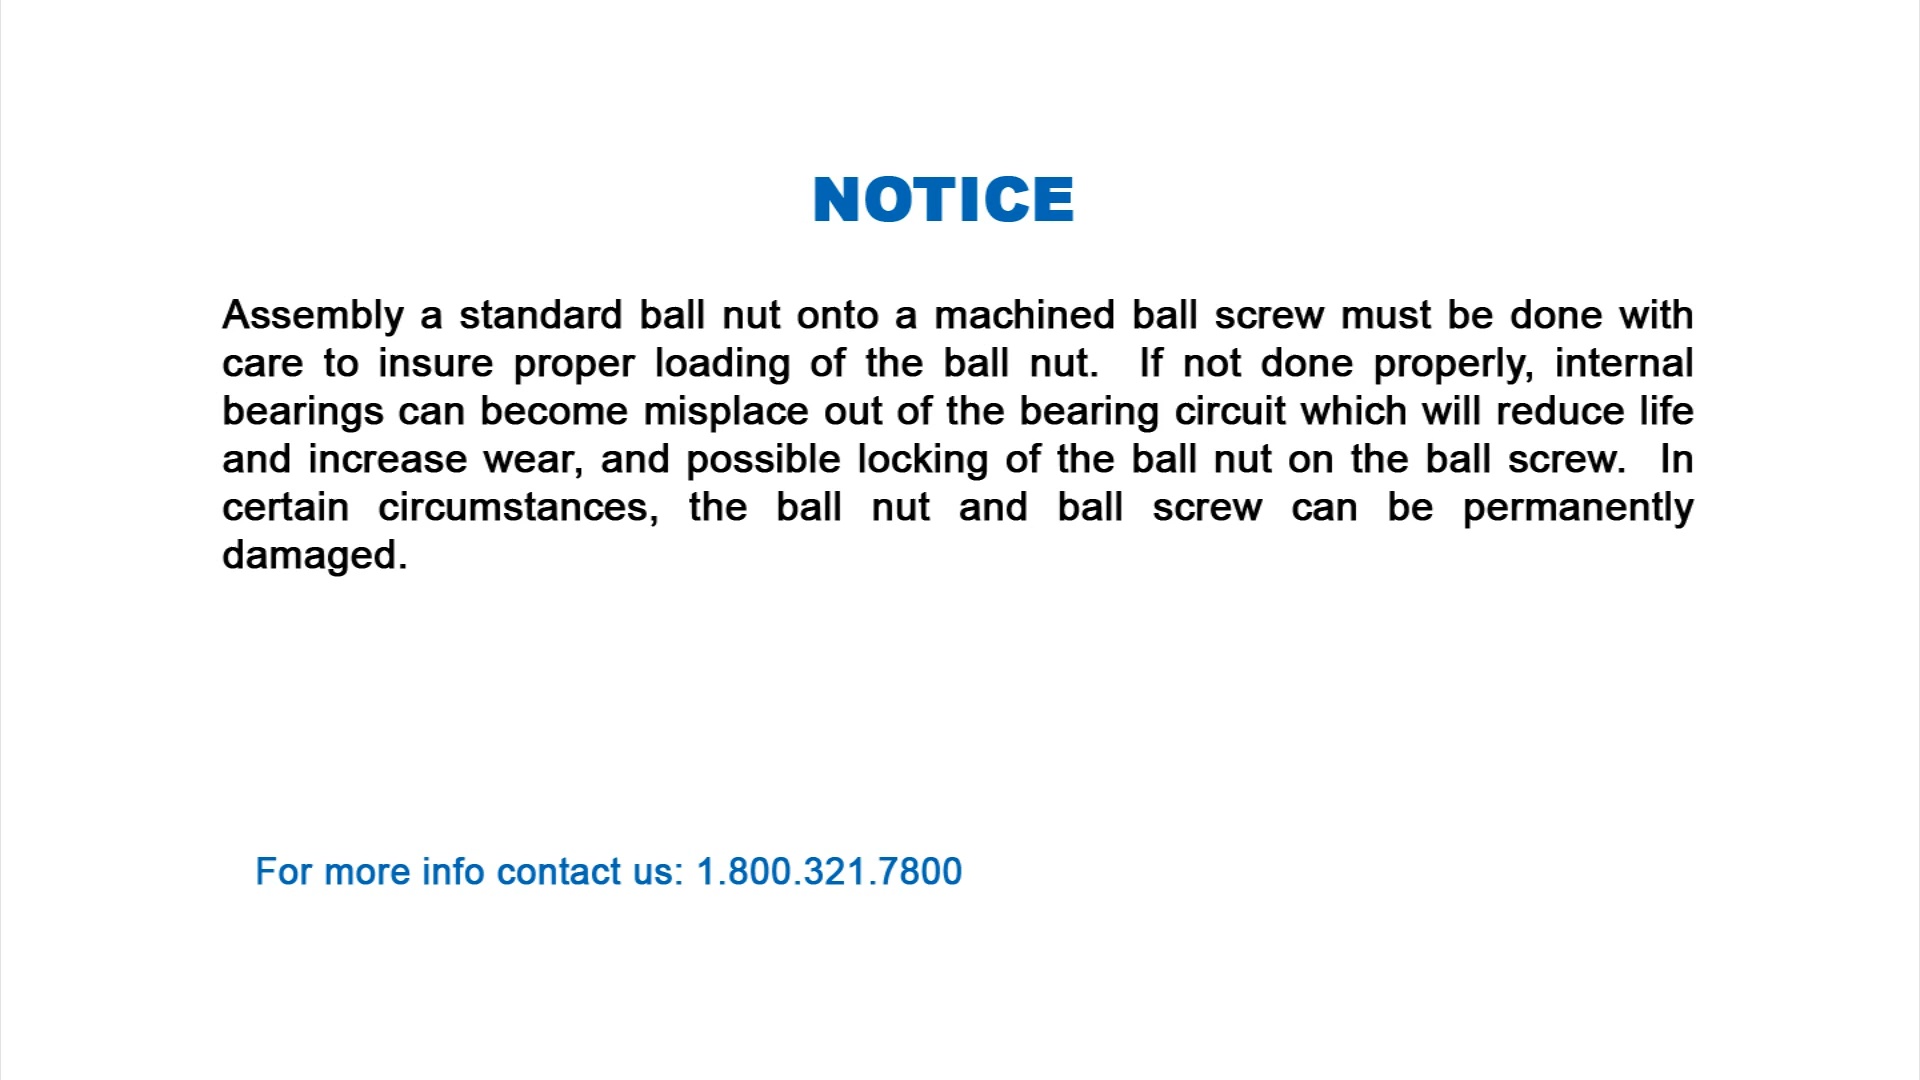 NOTICE
Assembly a standard ball nut onto a machined ball screw must be done with
care to insure proper loading of the ball nut.  If not done properly, internal
bearings can become misplace out of the bearing circuit which will reduce life
and increase wear, and possible locking of the ball nut on the ball screw.  In
certain circumstances, the ball nut and ball screw can be permanently
damaged.
For more info contact us: 1.800.321.7800